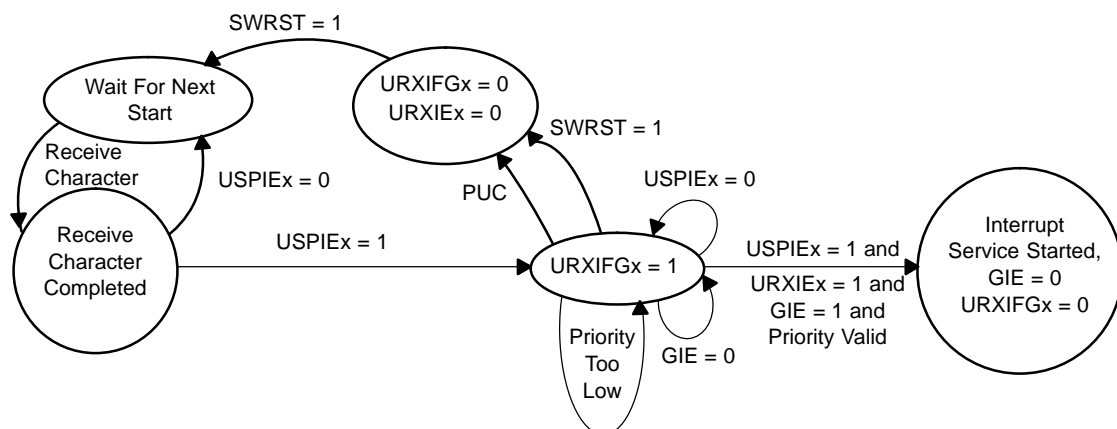 SWRST = 1
Wait For Next
Start
URXIFGx = 0
URXIEx = 0
SWRST = 1
Receive
Character
USPIEx = 0
PUC
USPIEx = 0
Receive
Character
Completed
USPIEx = 1
URXIFGx = 1
USPIEx = 1 and
URXIEx = 1 and
GIE = 1 and
Priority Valid
Interrupt
Service Started,
GIE = 0
URXIFGx = 0
Priority
Too
Low
GIE = 0